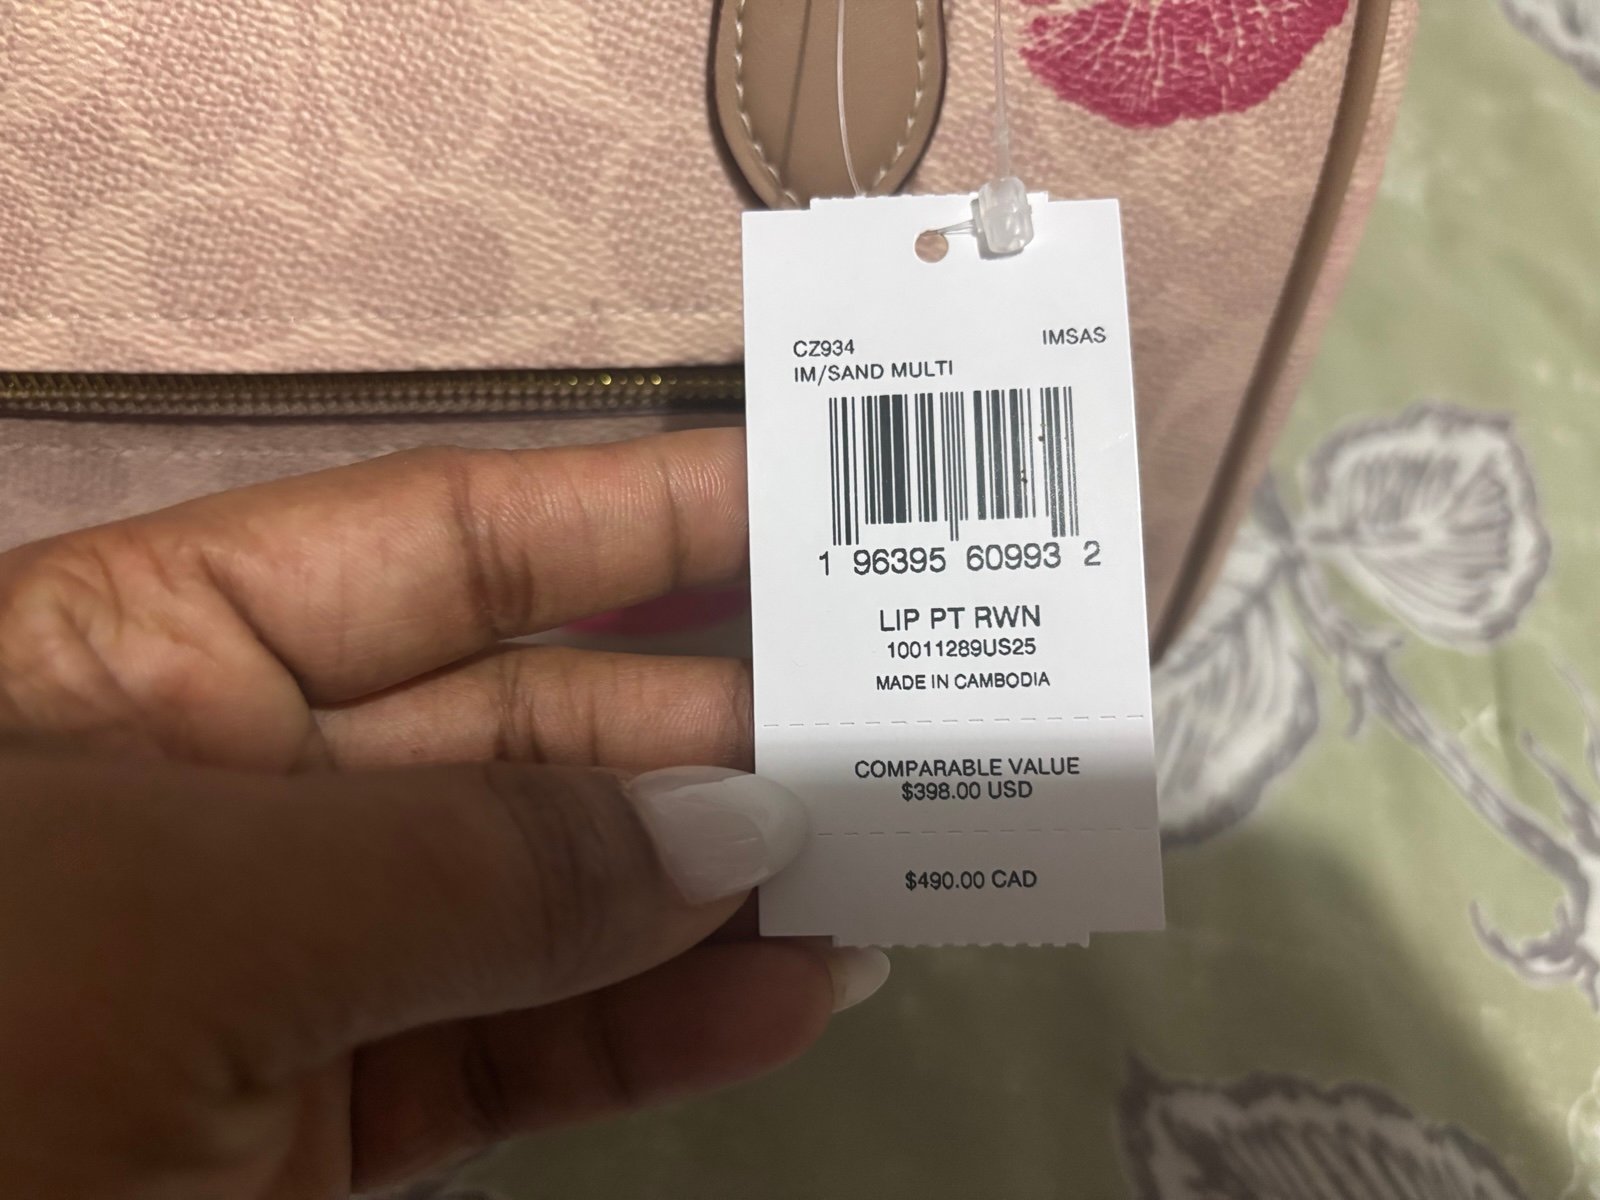 CZ934 IMSAS
IM/SAND MULTI
1 96395 60993 2
LIP PT RWN
10011289US25
MADE IN CAMBODIA
COMPARABLE VALUE
$398.00 USD
$490.00 CAD